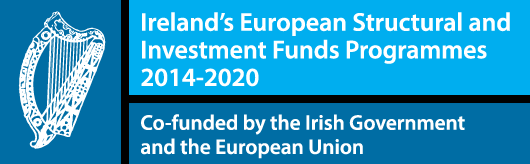 Ireland's European Structural and
Investment Funds Programmes
2014-2020
Co-funded by the Irish Government
and the European Union